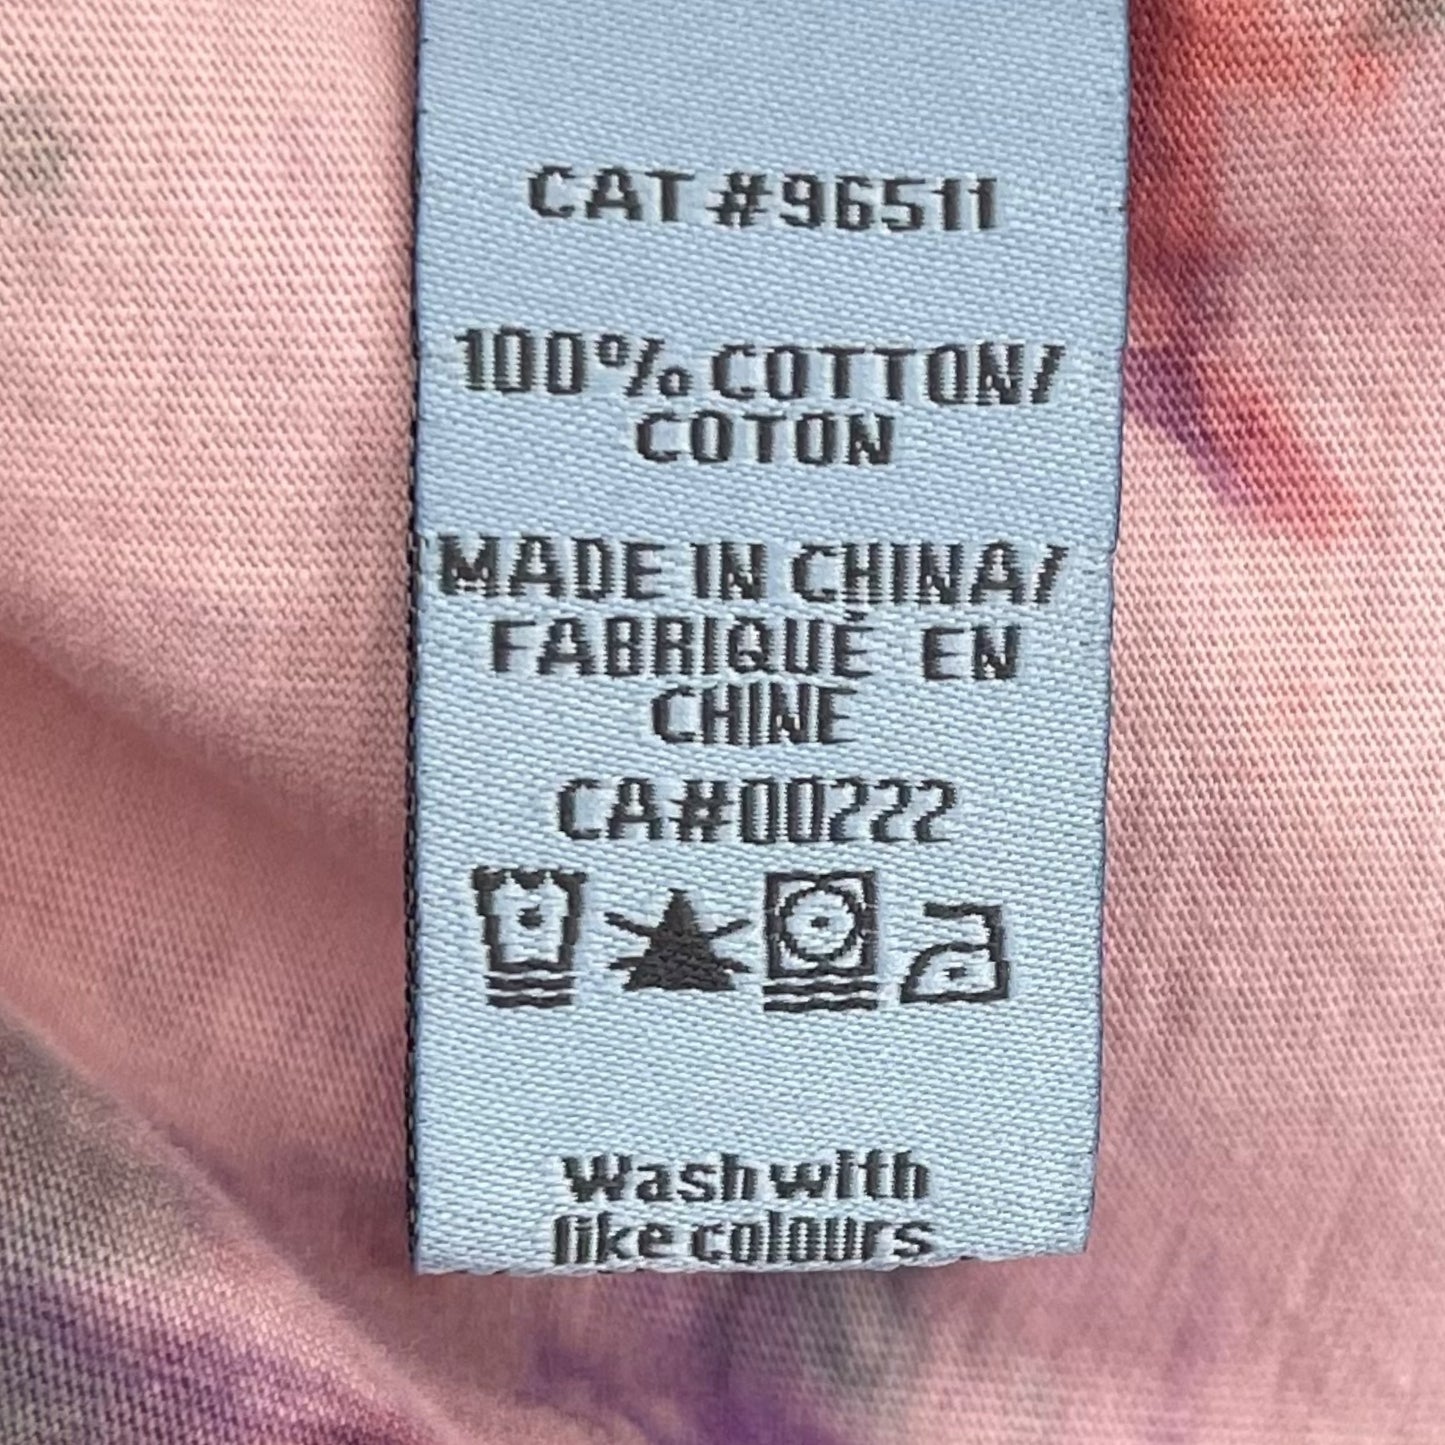 CAT #96511
100% COTTON/
COTON
MADE IN CHINA/
FABRIQUÉ EN
CHINE
CA#00222
Wash with
like colours